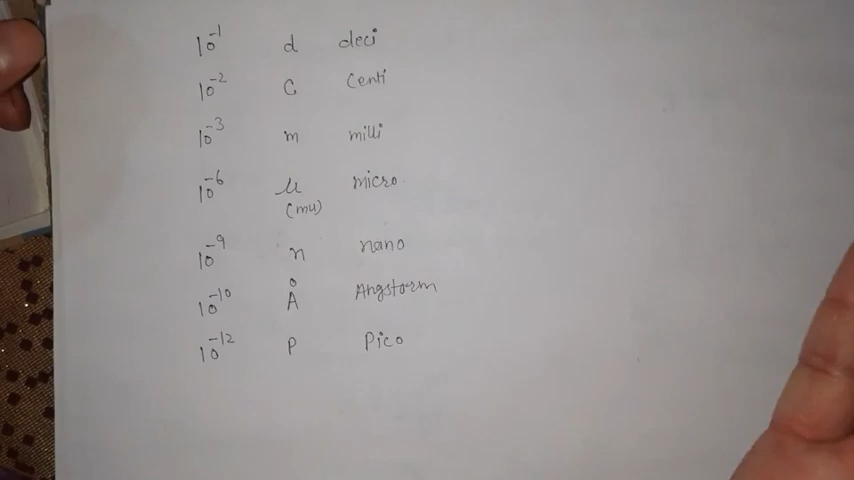 10⁻¹ d deci
10⁻² C Centi
10⁻³ m milli
10⁻⁶ μ micro
(mu)
10⁻⁹ n nano
10⁻¹⁰ Å Angstorm
10⁻¹² P Pico